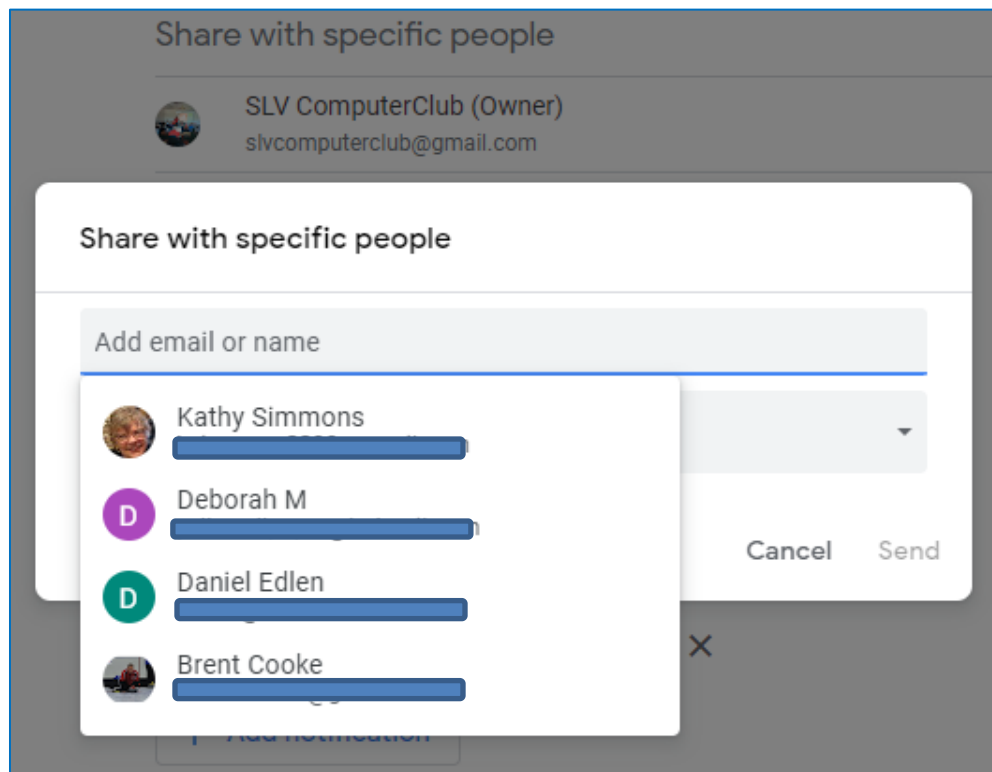 Share with specific people
SLV ComputerClub (Owner)
slvcomputerclub@gmail.com
Share with specific people
Add email or name
Kathy Simmons
D
Deborah M
D
Daniel Edlen
Brent Cooke
Cancel
Send
Add notification